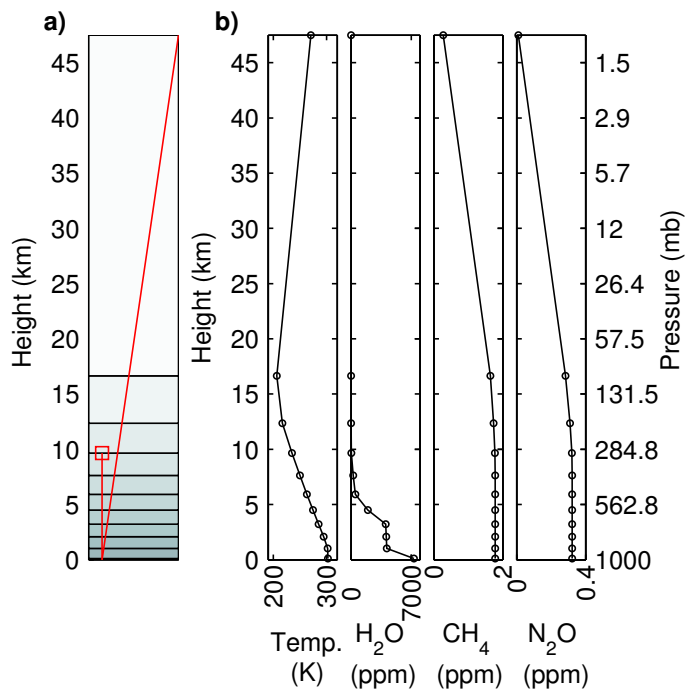 a)
b)
45
40
35
30
25
20
15
10
5
0
Height (km)
45
40
35
30
25
20
15
10
5
0
Height (km)
1.5
2.9
5.7
12
26.4
57.5
131.5
284.8
562.8
1000
Pressure (mb)
200
300
0
7000
0
2
0
0.4
Temp.
(K)
H₂O
(ppm)
CH₄
(ppm)
N₂O
(ppm)